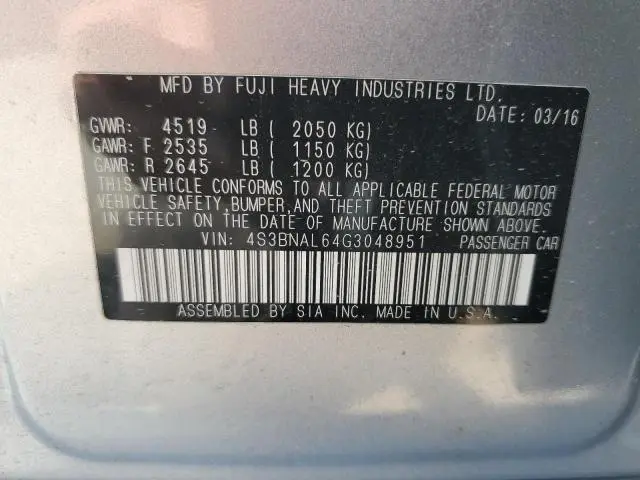 MFD BY FUJI HEAVY INDUSTRIES LTD.
DATE: 03/16
GVWR: 4519 LB ( 2050 KG)
GAWR: F 2535 LB ( 1150 KG)
GAWR: R 2645 LB ( 1200 KG)
THIS VEHICLE CONFORMS TO ALL APPLICABLE FEDERAL MOTOR
VEHICLE SAFETY, BUMPER, AND THEFT PREVENTION STANDARDS
IN EFFECT ON THE DATE OF MANUFACTURE SHOWN ABOVE.
VIN: 4S3BNAL64G3048951 PASSENGER CAR
ASSEMBLED BY SIA INC. MADE IN U.S.A.